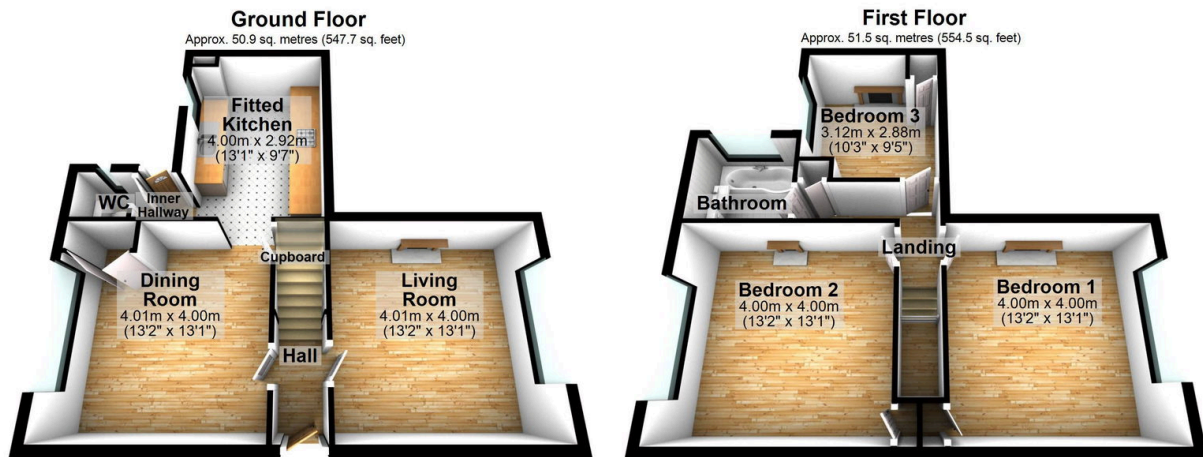 Ground Floor
Approx. 50.9 sq. metres (547.7 sq. feet)
Fitted
Kitchen
4.00m x 2.92m
(13'1" x 9'7")
WC
Inner
Hallway
Cupboard
Dining
Room
4.01m x 4.00m
(13'2" x 13'1")
Living
Room
4.01m x 4.00m
(13'2" x 13'1")
Hall
First Floor
Approx. 51.5 sq. metres (554.5 sq. feet)
Bedroom 3
3.12m x 2.88m
(10'3" x 9'5")
Bathroom
Landing
Bedroom 2
4.00m x 4.00m
(13'2" x 13'1")
Bedroom 1
4.00m x 4.00m
(13'2" x 13'1")